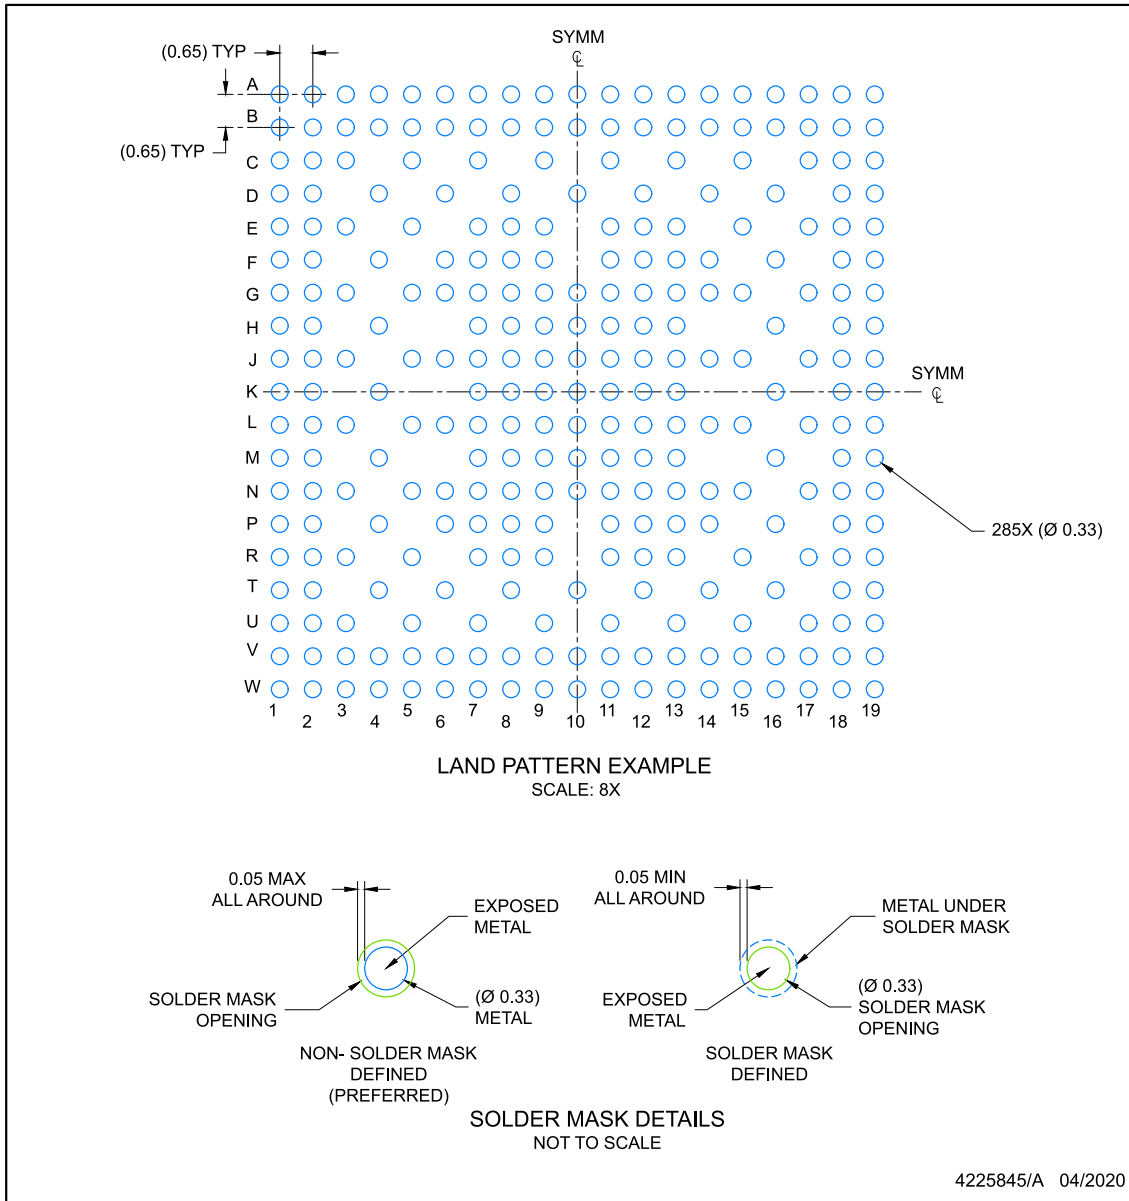 SYMM
℄
(0.65) TYP
A
B
(0.65) TYP
C
D
E
F
G
H
J
K
SYMM
℄
L
M
N
P
285X (Ø 0.33)
R
T
U
V
W
1 2 3 4 5 6 7 8 9 10 11 12 13 14 15 16 17 18 19
LAND PATTERN EXAMPLE
SCALE: 8X
0.05 MAX
ALL AROUND
EXPOSED
METAL
SOLDER MASK
OPENING
(Ø 0.33)
METAL
NON- SOLDER MASK
DEFINED
(PREFERRED)
0.05 MIN
ALL AROUND
METAL UNDER
SOLDER MASK
EXPOSED
METAL
(Ø 0.33)
SOLDER MASK
OPENING
SOLDER MASK
DEFINED
SOLDER MASK DETAILS
NOT TO SCALE
4225845/A 04/2020